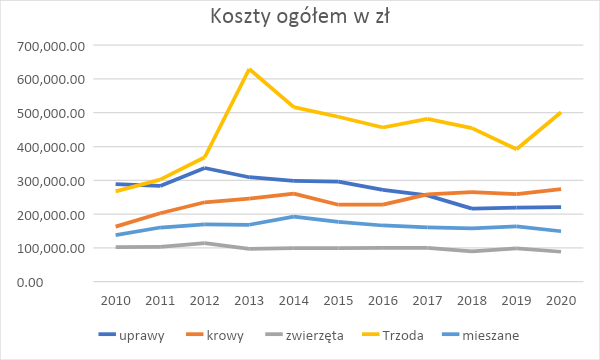 Koszty ogółem w zł
700,000.00
600,000.00
500,000.00
400,000.00
300,000.00
200,000.00
100,000.00
0.00
2010 2011 2012 2013 2014 2015 2016 2017 2018 2019 2020
uprawy krowy zwierzęta Trzoda mieszane